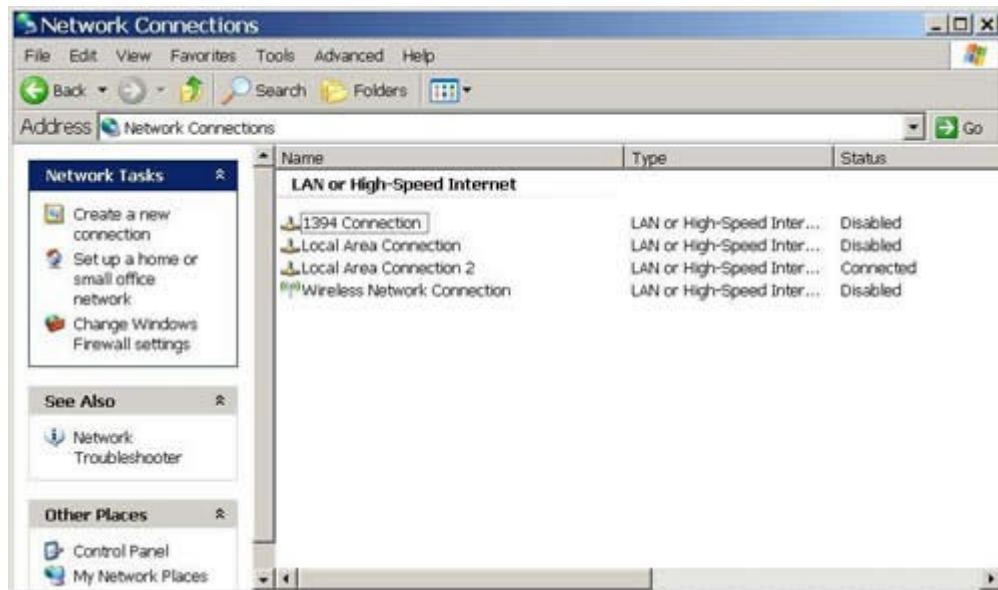 Network Connections
File Edit View Favorites Tools Advanced Help
Back Search Folders
Address Network Connections Go
Network Tasks
Create a new
connection
Set up a home or
small office
network
Change Windows
Firewall settings
See Also
Network
Troubleshooter
Other Places
Control Panel
My Network Places
Name Type Status
LAN or High-Speed Internet
1394 Connection LAN or High-Speed Inter... Disabled
Local Area Connection LAN or High-Speed Inter... Disabled
Local Area Connection 2 LAN or High-Speed Inter... Connected
Wireless Network Connection LAN or High-Speed Inter... Disabled